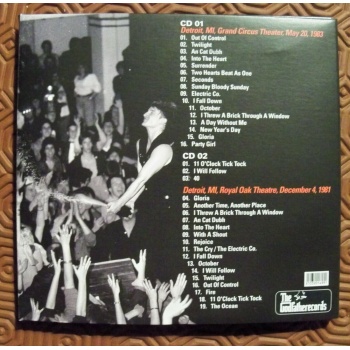 CD 01
Detroit, MI, Grand Circus Theater, May 20, 1983
01. Out Of Control
02. Twilight
03. An Cat Dubh
04. Into The Heart
05. Surrender
06. Two Hearts Beat As One
07. Seconds
08. Sunday Bloody Sunday
09. Electric Co.
10. I Fall Down
11. October
12. I Threw A Brick Through A Window
13. A Day Without Me
14. New Year's Day
15. Gloria
16. Party Girl
CD 02
01. 11 O'Clock Tick Tock
02. I Will Follow
03: 40
Detroit, MI, Royal Oak Theatre, December 4, 1981
04. Gloria
05. Another Time, Another Place
06. I Threw A Brick Through A Window
07. An Cat Dubh
08. Into The Heart
09. With A Shout
10. Rejoice
11. The Cry / The Electric Co.
12. I Fall Down
13. October
14. I Will Follow
15. Twilight
16. Out Of Control
17. Fire
18. 11 O'Clock Tick Tock
19. The Ocean
The
Godfatherecords